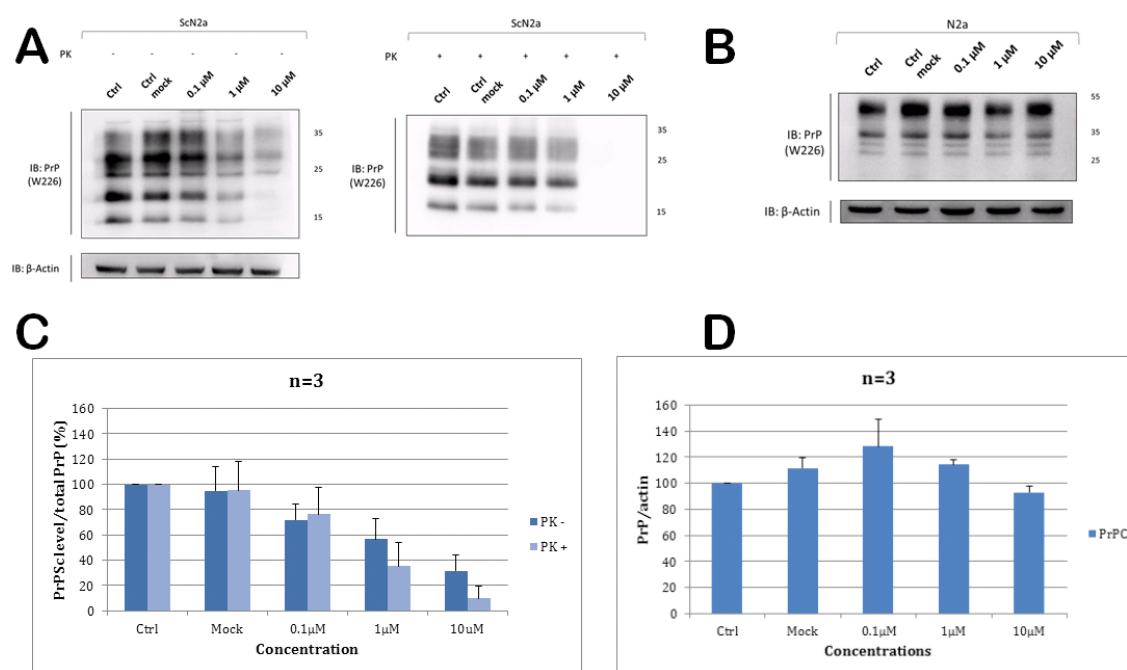 A
ScN2a
PK - - - - -
Ctrl Ctrl mock 0.1 µM 1 µM 10 µM
IB: PrP
(W226)
35
25
15
IB: β-Actin
ScN2a
PK + + + + +
Ctrl Ctrl mock 0.1 µM 1 µM 10 µM
IB: PrP
(W226)
35
25
15
B
N2a
Ctrl Ctrl mock 0.1 µM 1 µM 10 µM
IB: PrP
(W226)
55
35
25
IB: β-Actin
C
n=3
PrPSc level/total PrP (%)
160
140
120
100
80
60
40
20
0
Ctrl Mock 0.1µM 1µM 10uM
Concentration
PK -
PK +
D
n=3
PrP/actin
160
140
120
100
80
60
40
20
0
Ctrl Mock 0.1µM 1µM 10µM
Concentrations
PrPC